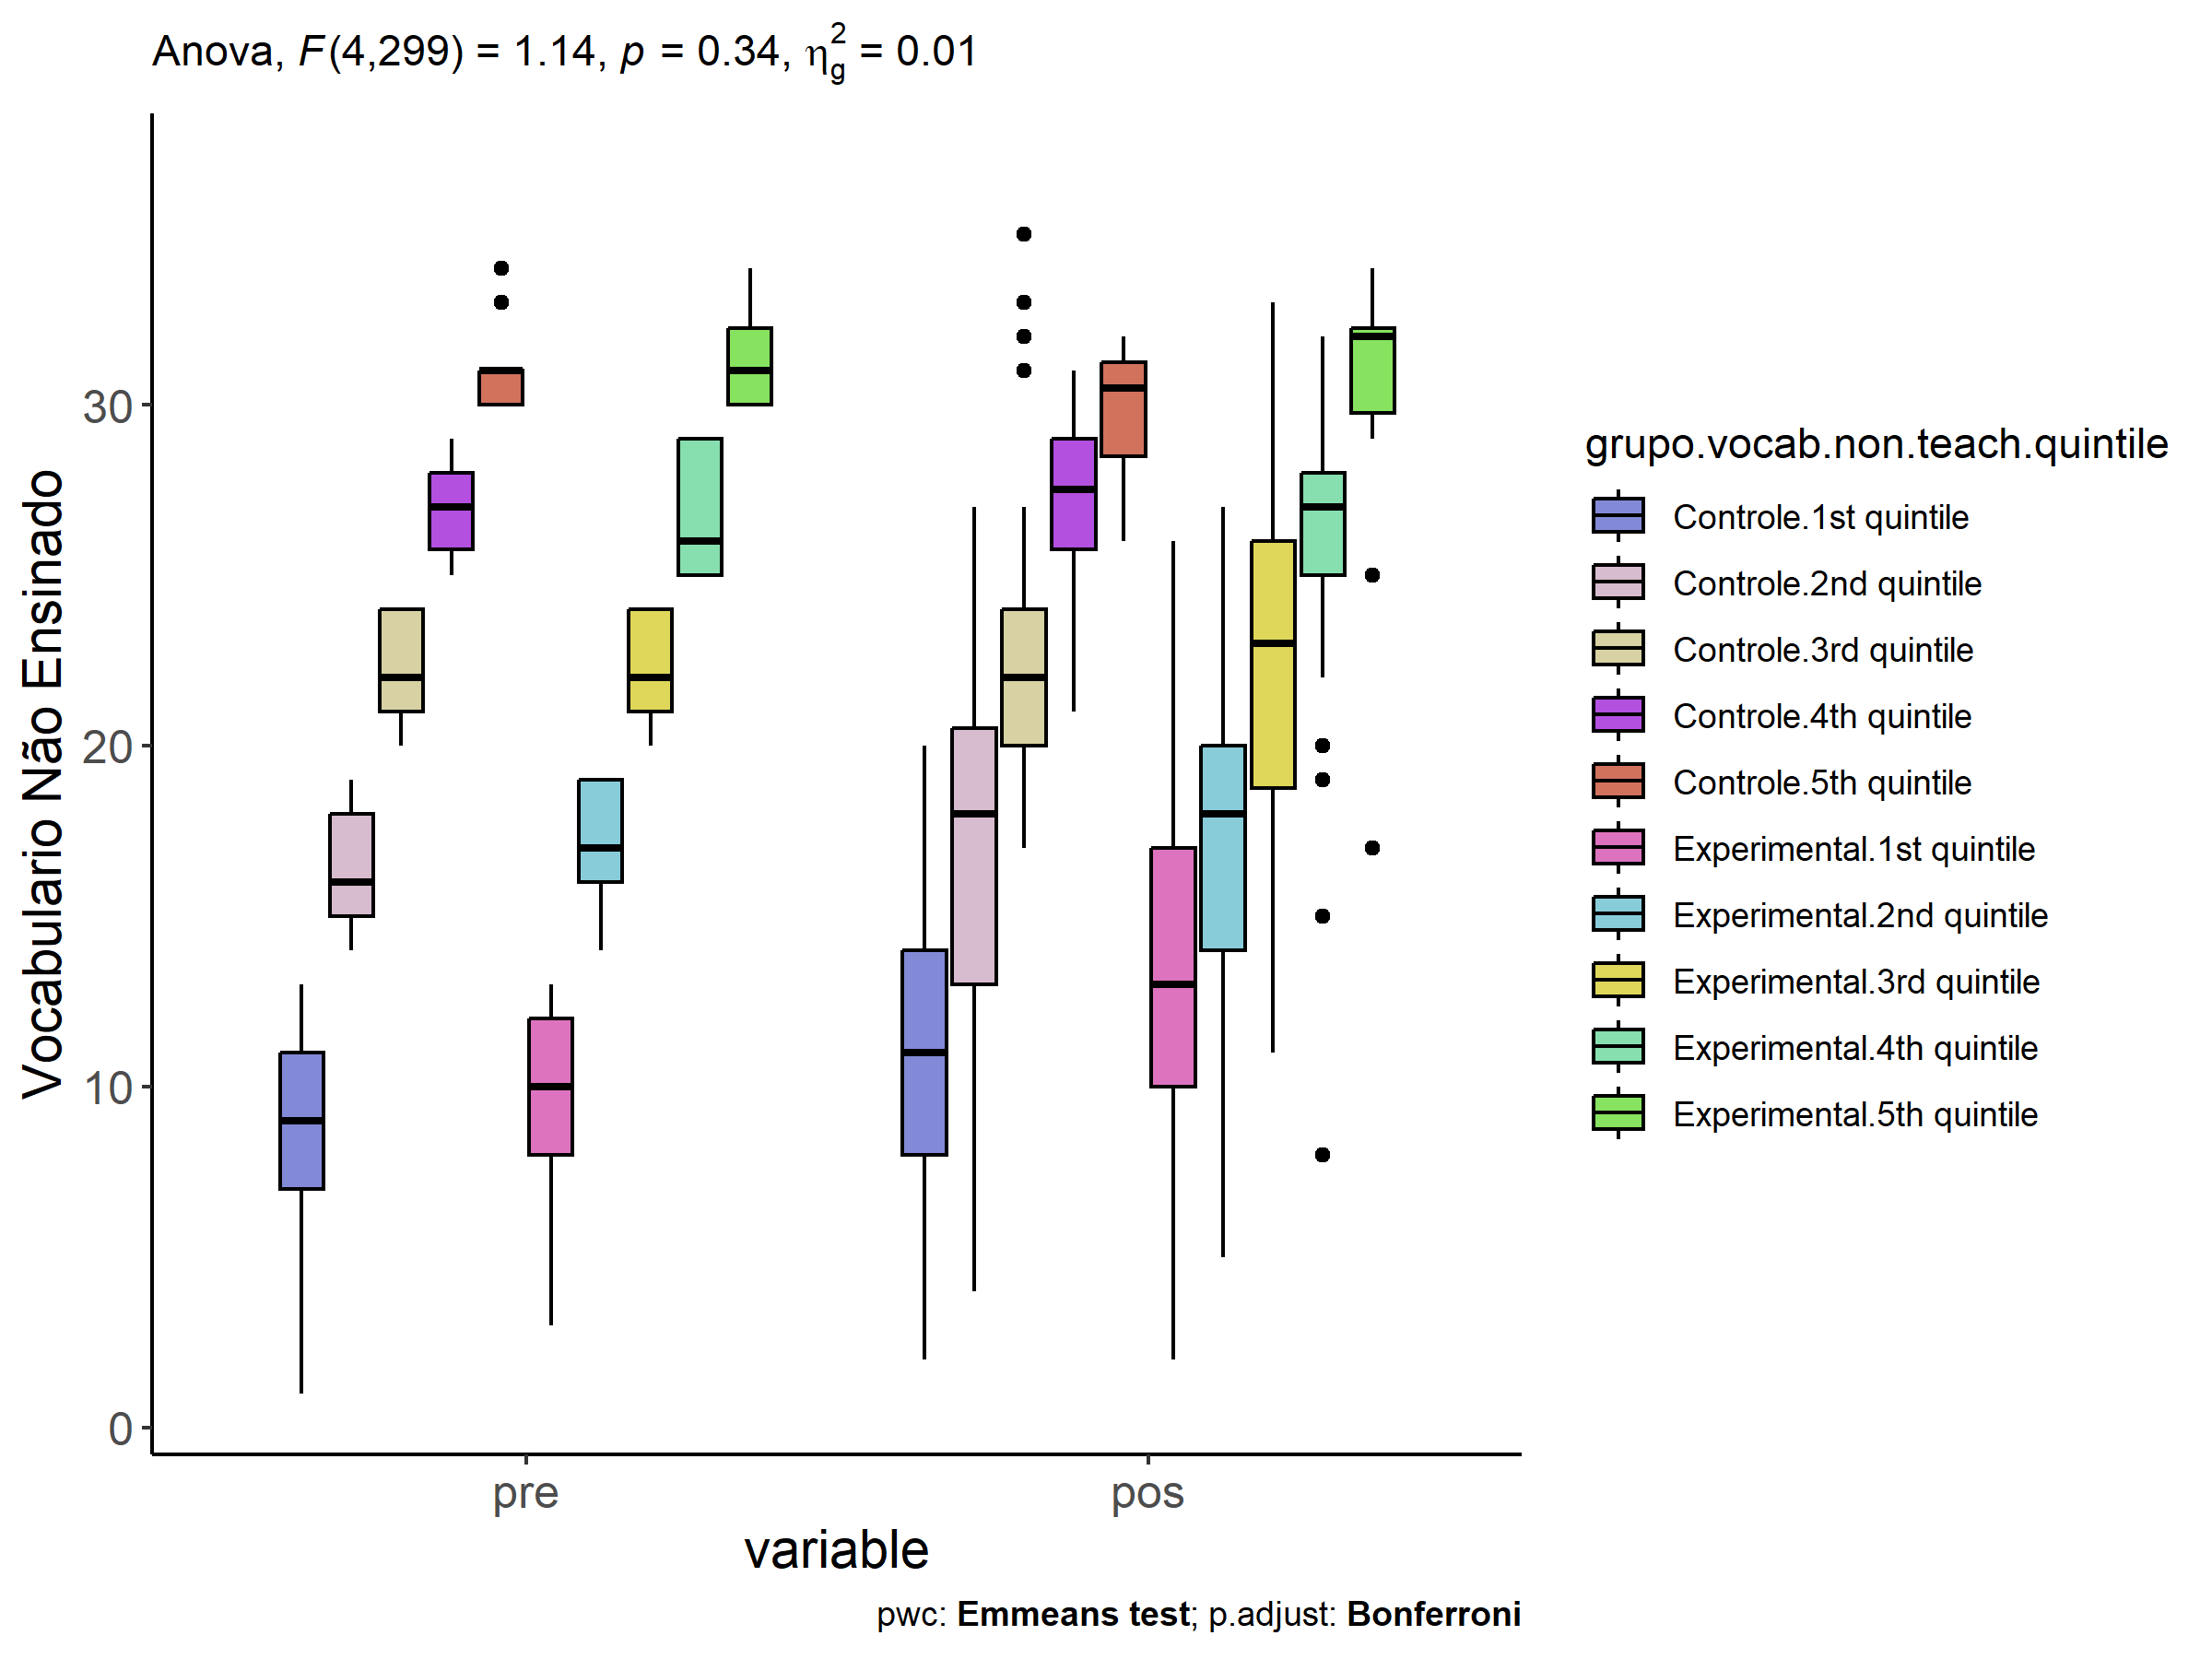 Anova, F(4,299) = 1.14, p = 0.34, η²g = 0.01
Vocabulario Não Ensinado
30
20
10
0
pre
pos
variable
pwc: Emmeans test; p.adjust: Bonferroni
grupo.vocab.non.teach.quintile
Controle.1st quintile
Controle.2nd quintile
Controle.3rd quintile
Controle.4th quintile
Controle.5th quintile
Experimental.1st quintile
Experimental.2nd quintile
Experimental.3rd quintile
Experimental.4th quintile
Experimental.5th quintile